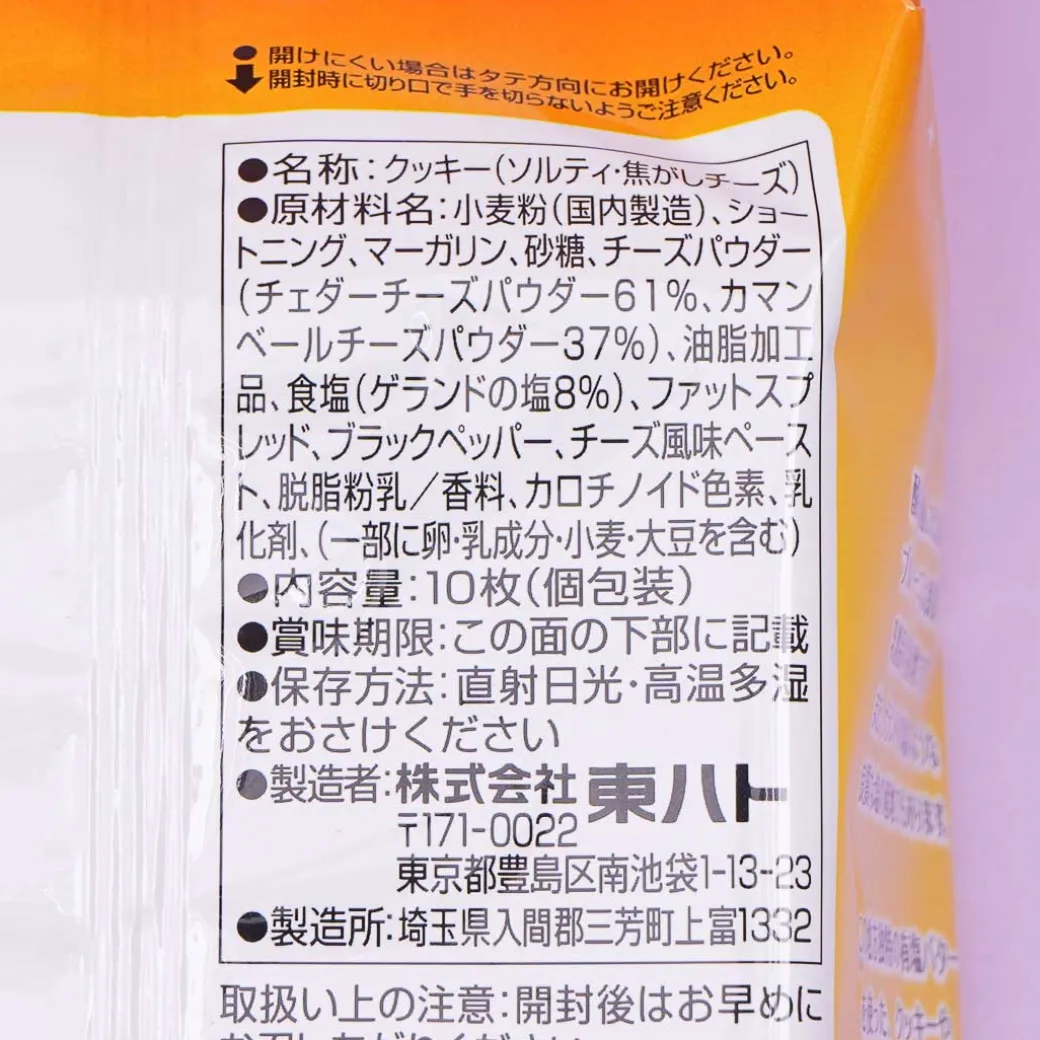 ●開けにくい場合はタテ方向にお開けください。
開封時に切り口で手を切らないようご注意ください。
●名称：クッキー（ソルティ・焦がしチーズ）
●原材料名：小麦粉（国内製造）、ショー
トニング、マーガリン、砂糖、チーズパウダー
（チェダーチーズパウダー61％、カマン
ベールチーズパウダー37％）、油脂加工
品、食塩（ゲランドの塩8％）、ファットスプ
レッド、ブラックペッパー、チーズ風味ペース
ト、脱脂粉乳／香料、カロチノイド色素、乳
化剤、（一部に卵・乳成分・小麦・大豆を含む）
●内容量：10枚（個包装）
●賞味期限：この面の下部に記載
●保存方法：直射日光・高温多湿
をおさけください
●製造者：株式会社 東ハト
〒171-0022
東京都豊島区南池袋1-13-23
●製造所：埼玉県入間郡三芳町上富1332
取扱い上の注意：開封後はお早めに
お召し上がりください